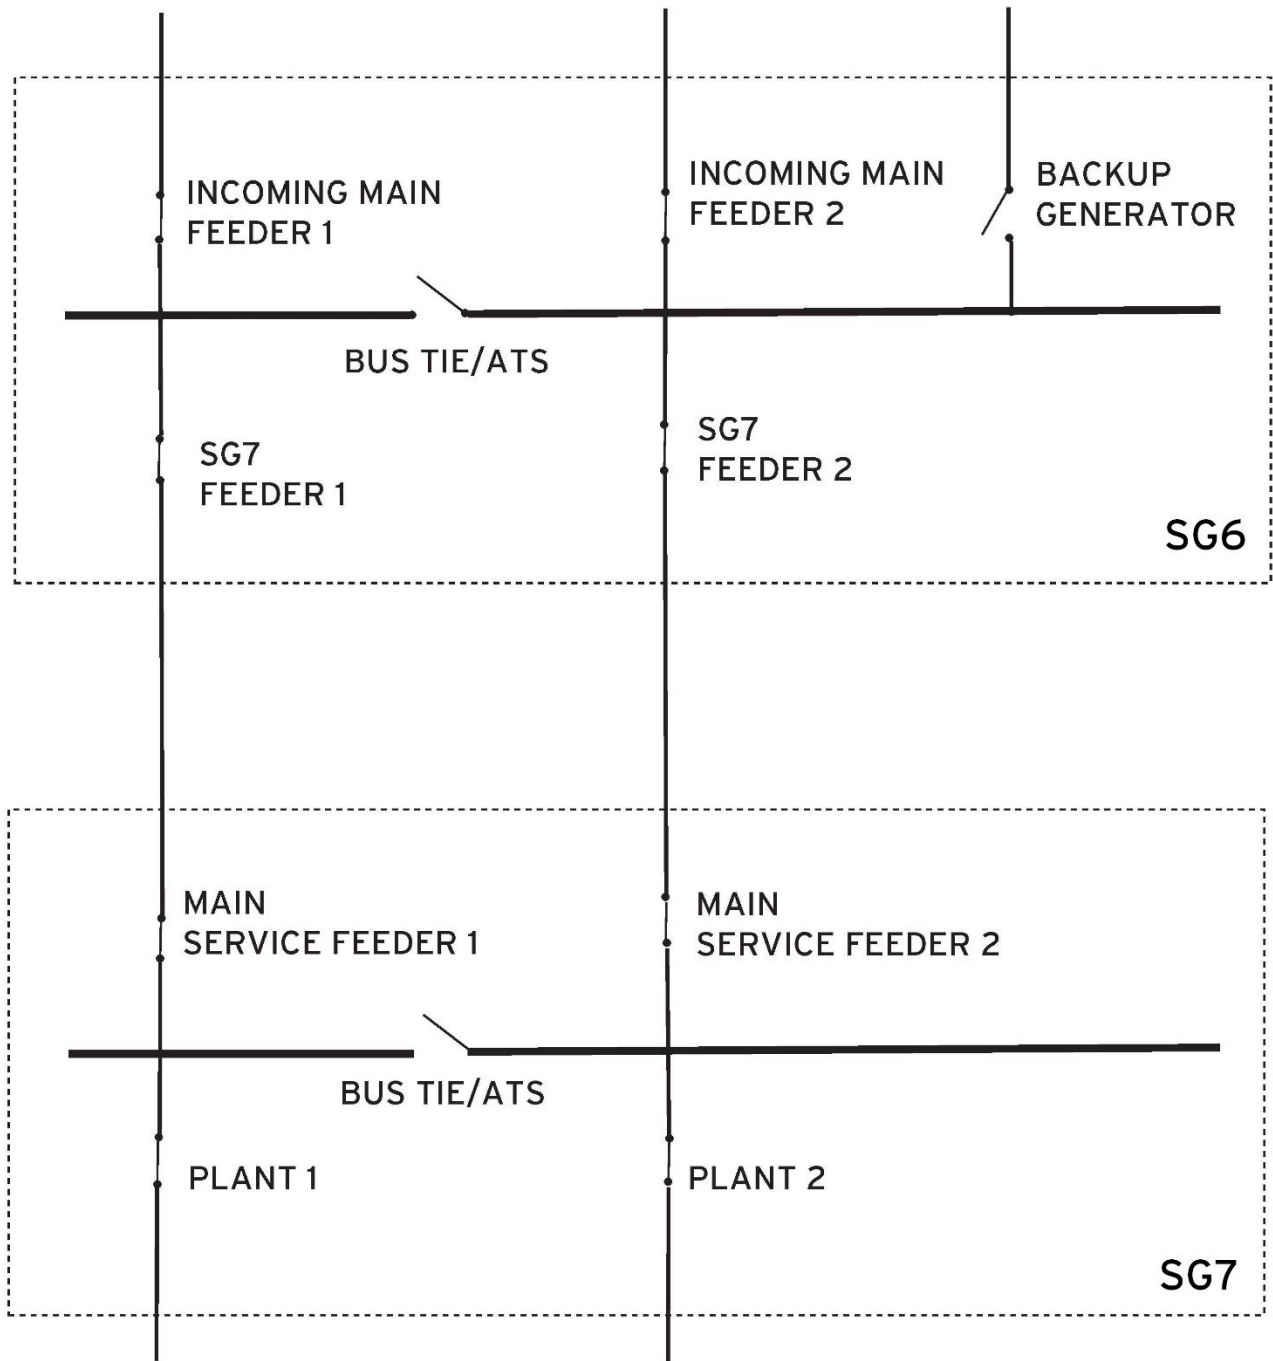 INCOMING MAIN
FEEDER 1
INCOMING MAIN
FEEDER 2
BACKUP
GENERATOR
BUS TIE/ATS
SG7
FEEDER 1
SG7
FEEDER 2
SG6
MAIN
SERVICE FEEDER 1
MAIN
SERVICE FEEDER 2
BUS TIE/ATS
PLANT 1
PLANT 2
SG7